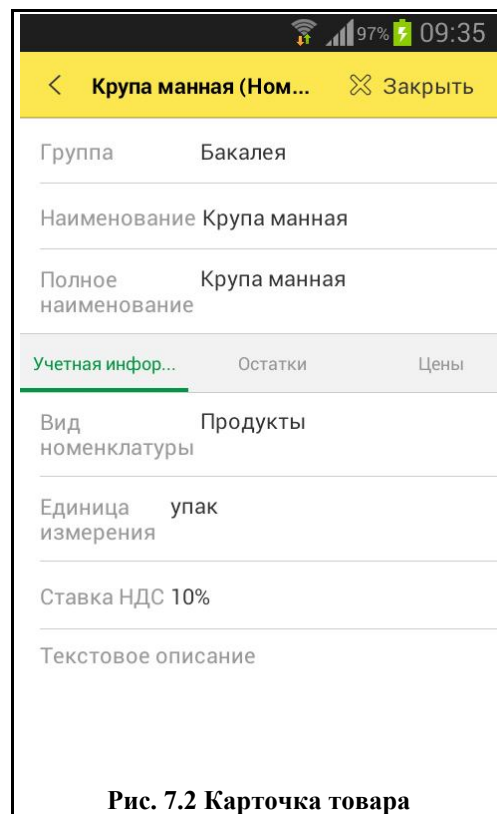 97% 09:35
Крупа манная (Ном... Закрыть
Группа Бакалея
Наименование Крупа манная
Полное Крупа манная
наименование
Учетная инфор... Остатки Цены
Вид Продукты
номенклатуры
Единица упак
измерения
Ставка НДС 10%
Текстовое описание
Рис. 7.2 Карточка товара